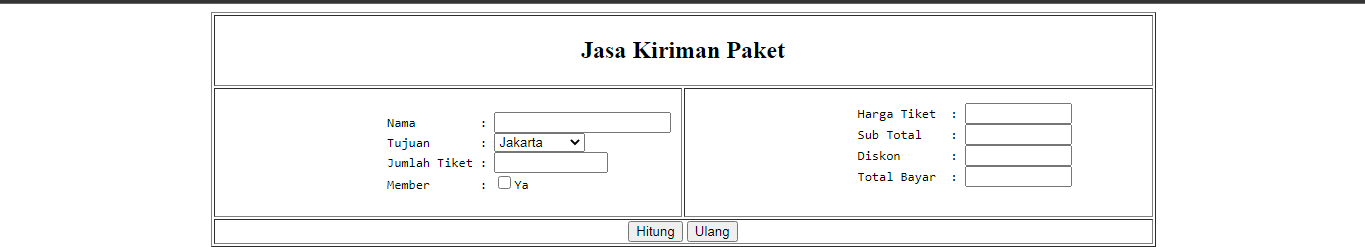 Jasa Kiriman Paket
Nama :
Tujuan : Jakarta
Jumlah Tiket :
Member : Ya
Harga Tiket :
Sub Total :
Diskon :
Total Bayar :
Hitung Ulang